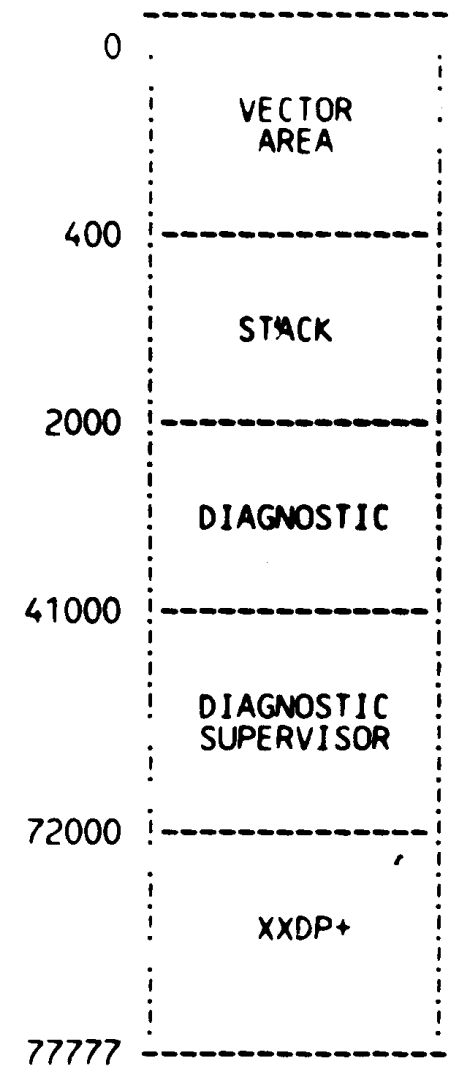 0
VECTOR
AREA
400
STACK
2000
DIAGNOSTIC
41000
DIAGNOSTIC
SUPERVISOR
72000
XXDP+
77777